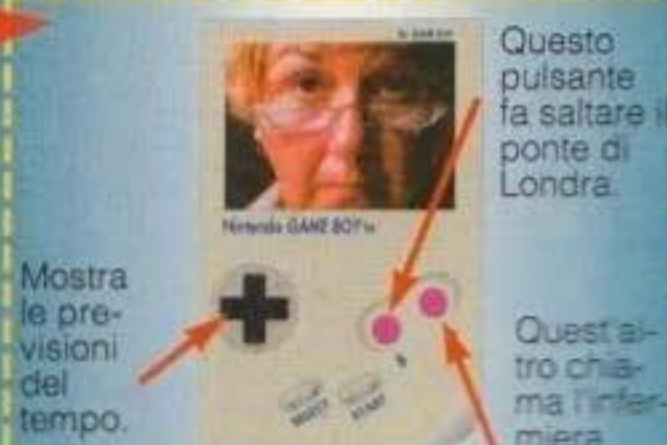 Questo
pulsante
fa saltare i
ponte di
Londra.
Nintendo GAME BOY
Mostra
le pre-
visioni
del
tempo.
Quest'al-
tro chia-
ma l'infer-
miera
B
SELECT
START